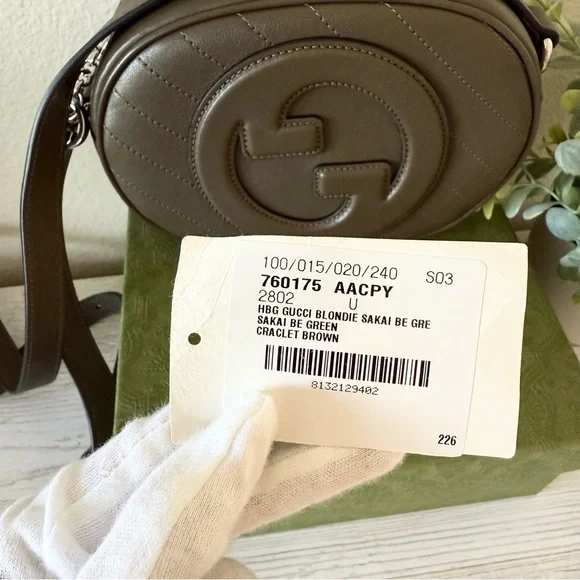 100/015/020/240 S03
760175 AACPY
2802 U
HBG GUCCI BLONDIE SAKAI BE GRE
SAKAI BE GREEN
CRACLET BROWN
8132129402
226